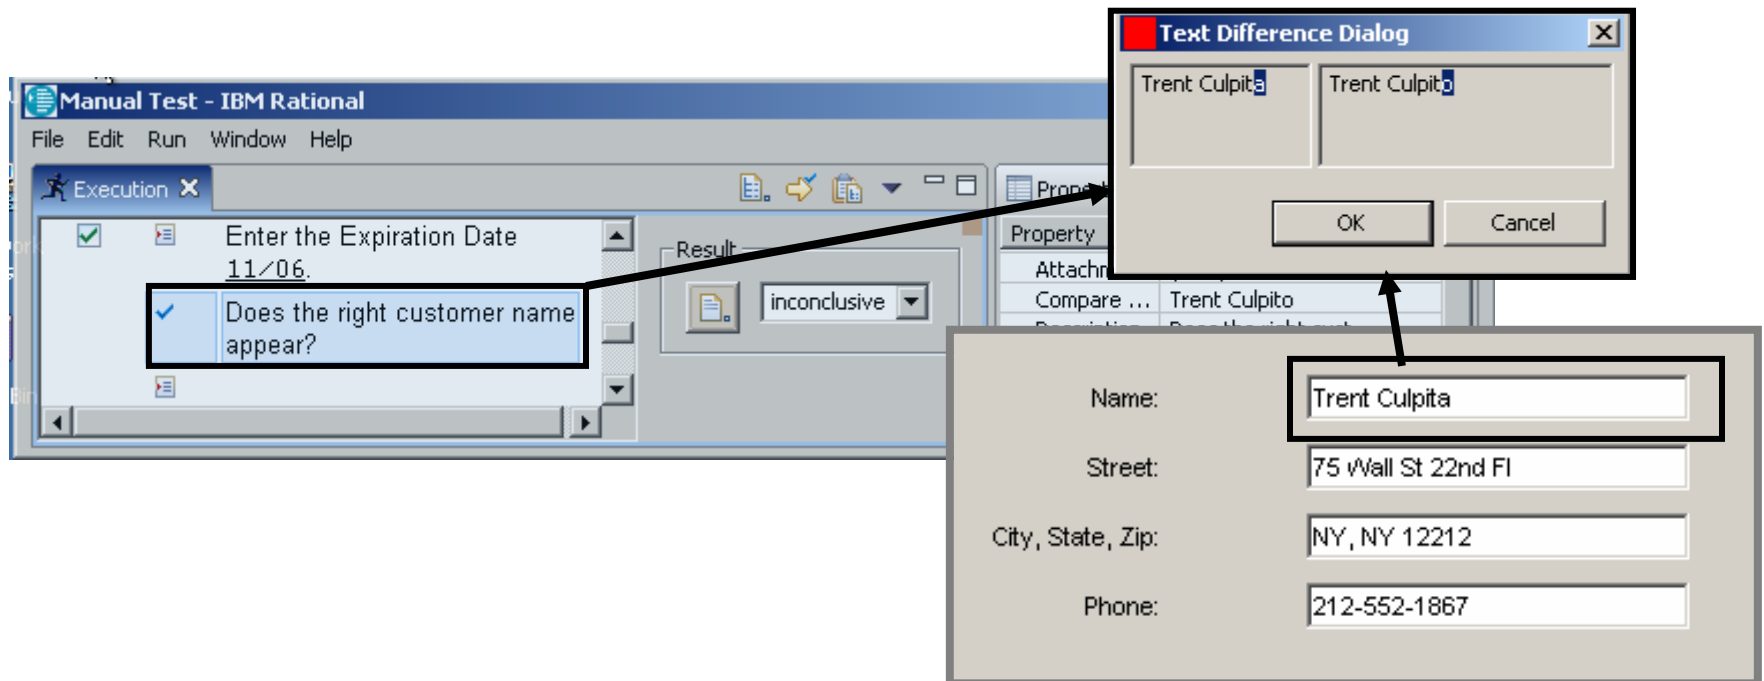 Text Difference Dialog
Trent Culpita
Trent Culpito
OK
Cancel
Manual Test - IBM Rational
File Edit Run Window Help
Execution
Enter the Expiration Date
11/06.
Does the right customer name
appear?
Result
inconclusive
Property
Compare ...
Trent Culpito
Name:
Trent Culpita
Street:
75 Wall St 22nd Fl
City, State, Zip:
NY, NY 12212
Phone:
212-552-1867